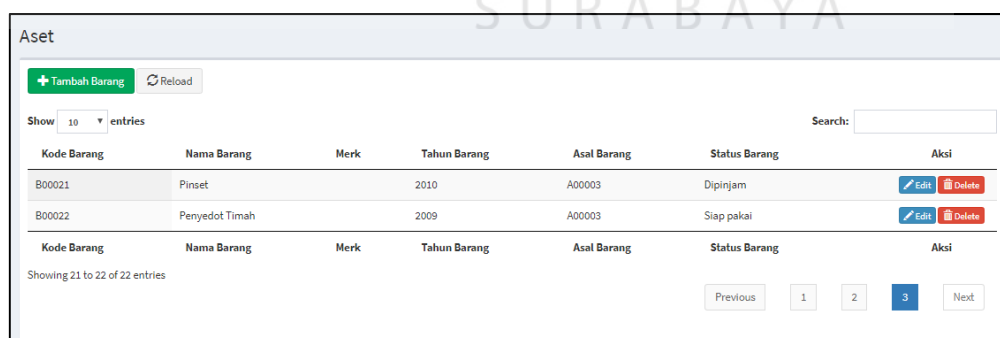 SURABAYA
Aset
Tambah Barang Reload
Show 10 entries Search:
Kode Barang Nama Barang Merk Tahun Barang Asal Barang Status Barang Aksi
B00021 Pinset 2010 A00003 Dipinjam Edit Delete
B00022 Penyedot Timah 2009 A00003 Siap pakai Edit Delete
Kode Barang Nama Barang Merk Tahun Barang Asal Barang Status Barang Aksi
Showing 21 to 22 of 22 entries
Previous 1 2 3 Next